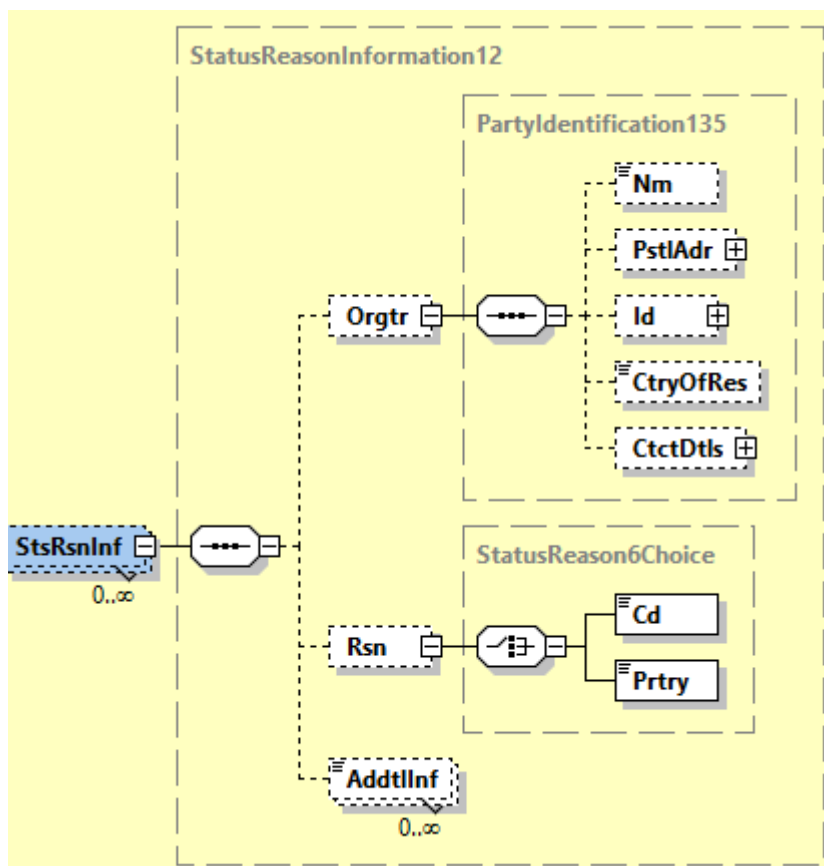 StatusReasonInformation12
PartyIdentification135
Nm
PstlAdr
Orgtr
Id
CtryOfRes
CtctDtls
StsRsnInf
0..∞
StatusReason6Choice
Cd
Rsn
Prtry
AddtlInf
0..∞